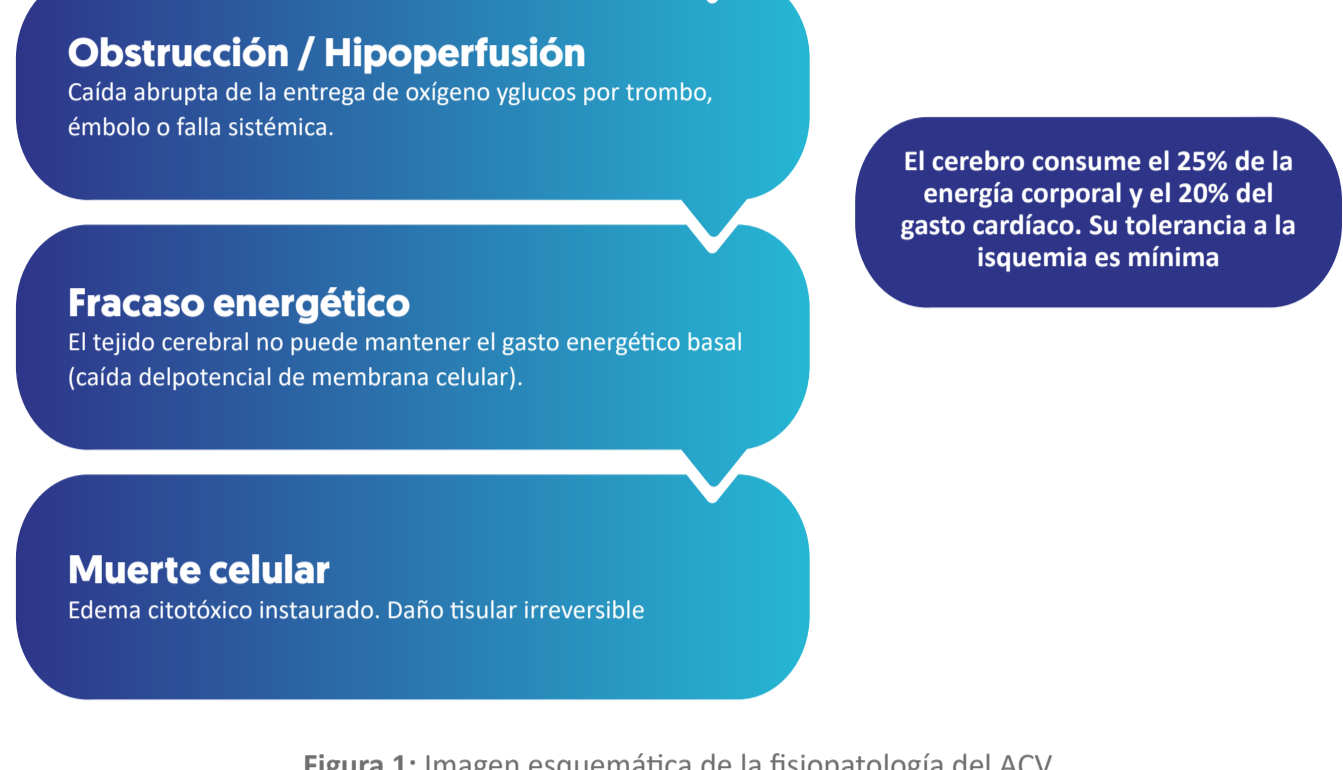 Obstrucción / Hipoperfusión
Caída abrupta de la entrega de oxígeno yglucos por trombo,
émbolo o falla sistémica.
El cerebro consume el 25% de la
energía corporal y el 20% del
gasto cardíaco. Su tolerancia a la
isquemia es mínima
Fracaso energético
El tejido cerebral no puede mantener el gasto energético basal
(caída delpotencial de membrana celular).
Muerte celular
Edema citotóxico instaurado. Daño tisular irreversible
Figura 1: Imagen esquemática de la fisiopatología del ACV